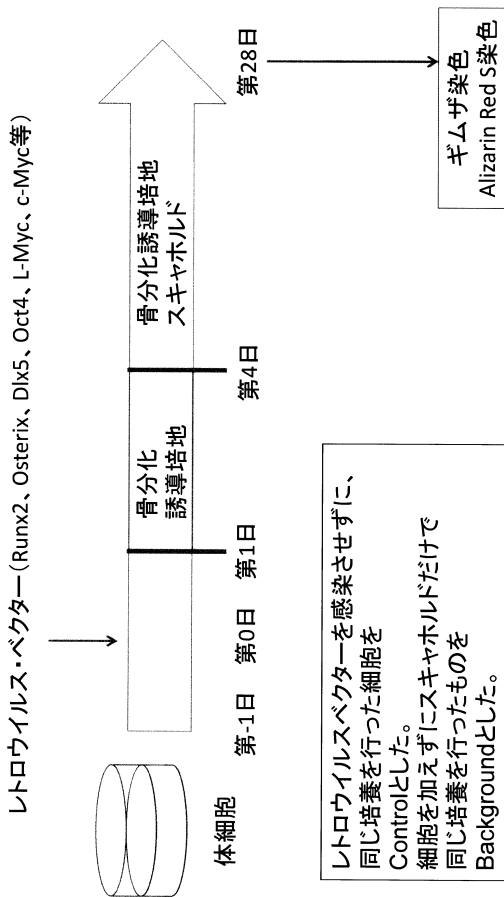 レトロウイルス・ベクター(Runx2、Osterix、Dlx5、Oct4、L-Myc、c-Myc等)
体細胞
骨分化
誘導培地
骨分化誘導培地
スキャホルド
第-1日
第0日
第1日
第4日
第28日
レトロウイルスベクターを感染させずに、
同じ培養を行った細胞を
Controlとした。
細胞を加えずにスキャホルドだけで
同じ培養を行ったものを
Backgroundとした。
ギムザ染色
Alizarin Red S染色